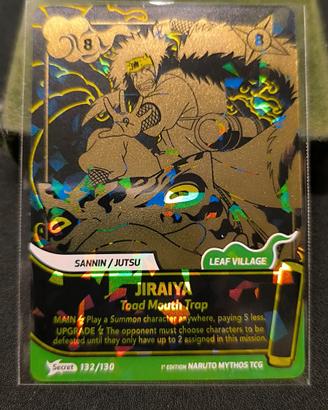 8
8
SANNIN / JUTSU
LEAF VILLAGE
JIRAIYA
Toad Mouth Trap
MAIN Play a Summon character anywhere, paying 5 less.
UPGRADE The opponent must choose characters to be
defeated until they only have up to 2 assigned in this mission.
Secret 132/130
1ˢᵗ EDITION NARUTO MYTHOS TCG